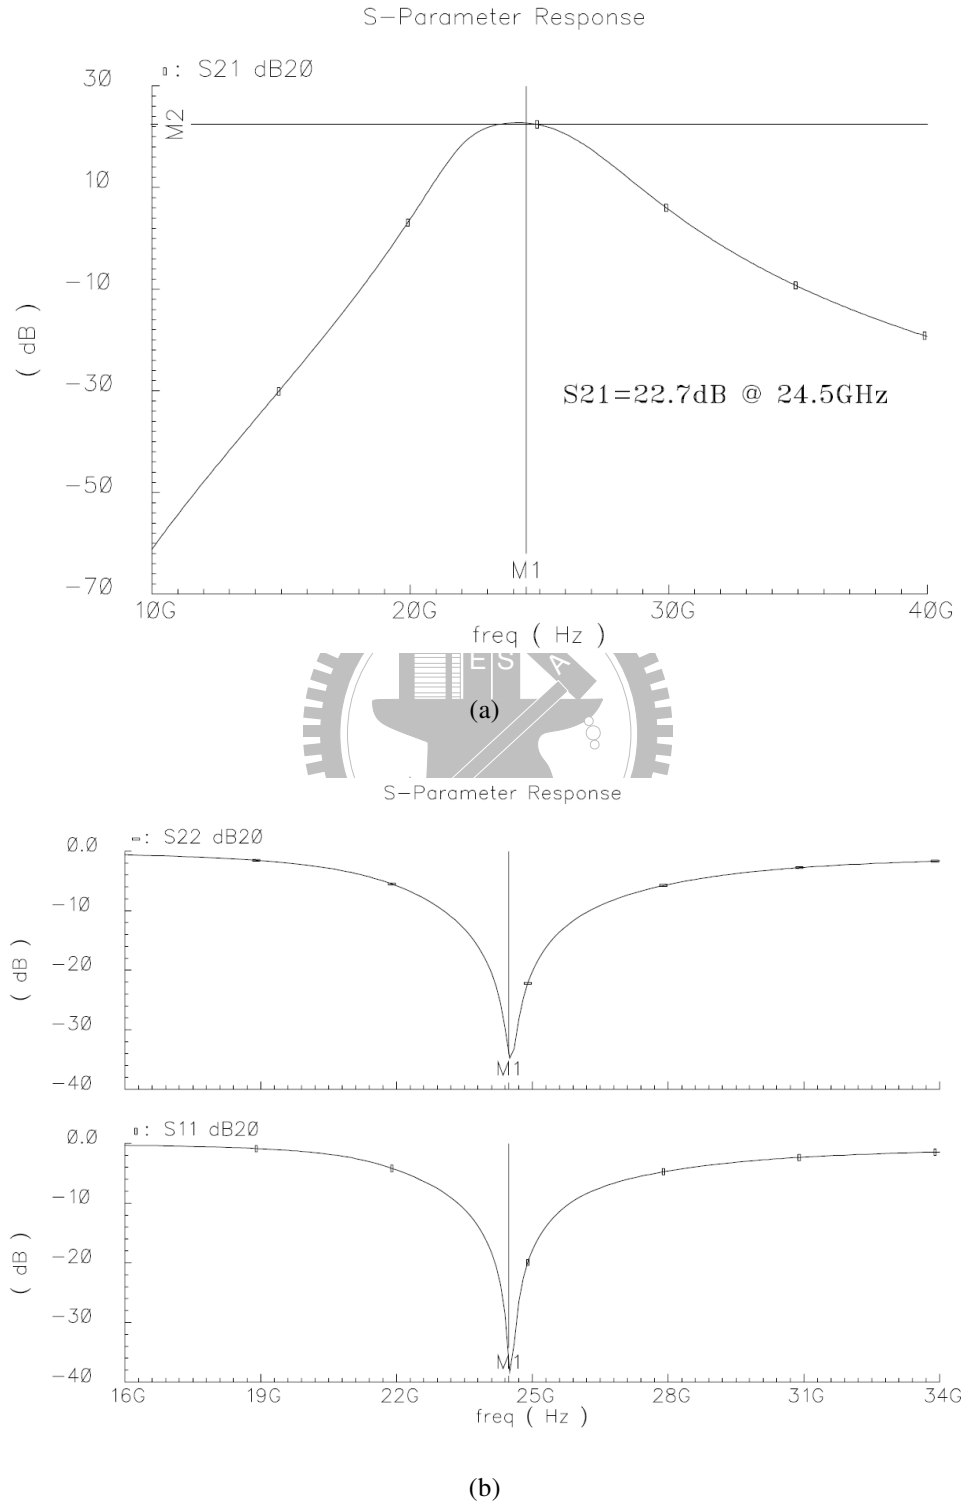 S-Parameter Response
▯: S21 dB20
30
M2
10
-10
( dB )
-30
S21=22.7dB @ 24.5GHz
-50
M1
-70
10G 20G 30G 40G
freq ( Hz )
E S A
(a)
S-Parameter Response
▭: S22 dB20
0.0
-10
( dB )
-20
-30
M1
-40
▯: S11 dB20
0.0
-10
( dB )
-20
-30
M1
-40
16G 19G 22G 25G 28G 31G 34G
freq ( Hz )
(b)